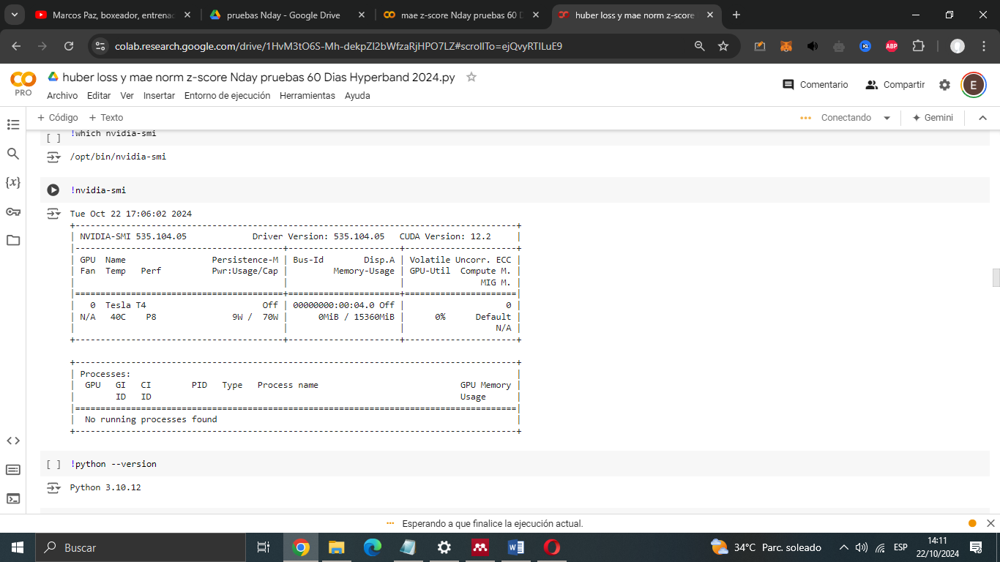 Marcos Paz, boxeador, entrena
pruebas Nday - Google Drive
mae z-score Nday pruebas 60 D
huber loss y mae norm z-score
colab.research.google.com/drive/1HvM3tO6S-Mh-dekpZI2bWfzaRjHPO7LZ#scrollTo=ejQvyRTlLuE9
ABP
huber loss y mae norm z-score Nday pruebas 60 Dias Hyperband 2024.py
PRO
Archivo Editar Ver Insertar Entorno de ejecución Herramientas Ayuda
Comentario Compartir E
+ Código + Texto
Conectando Gemini
[ ] !which nvidia-smi
/opt/bin/nvidia-smi
{x}
!nvidia-smi
Tue Oct 22 17:06:02 2024
+---------------------------------------------------------------------------------------+
| NVIDIA-SMI 535.104.05 Driver Version: 535.104.05 CUDA Version: 12.2 |
|-----------------------------------------+----------------------+----------------------+
| GPU Name Persistence-M | Bus-Id Disp.A | Volatile Uncorr. ECC |
| Fan Temp Perf Pwr:Usage/Cap | Memory-Usage | GPU-Util Compute M. |
| | | MIG M. |
|=========================================+======================+======================|
| 0 Tesla T4 Off | 00000000:00:04.0 Off | 0 |
| N/A 40C P8 9W / 70W | 0MiB / 15360MiB | 0% Default |
| | | N/A |
+-----------------------------------------+----------------------+----------------------+
+---------------------------------------------------------------------------------------+
| Processes: |
| GPU GI CI PID Type Process name GPU Memory |
| ID ID Usage |
|=======================================================================================|
| No running processes found |
+---------------------------------------------------------------------------------------+
[ ] !python --version
Python 3.10.12
Esperando a que finalice la ejecución actual.
Buscar
34°C Parc. soleado
ESP
14:11
22/10/2024